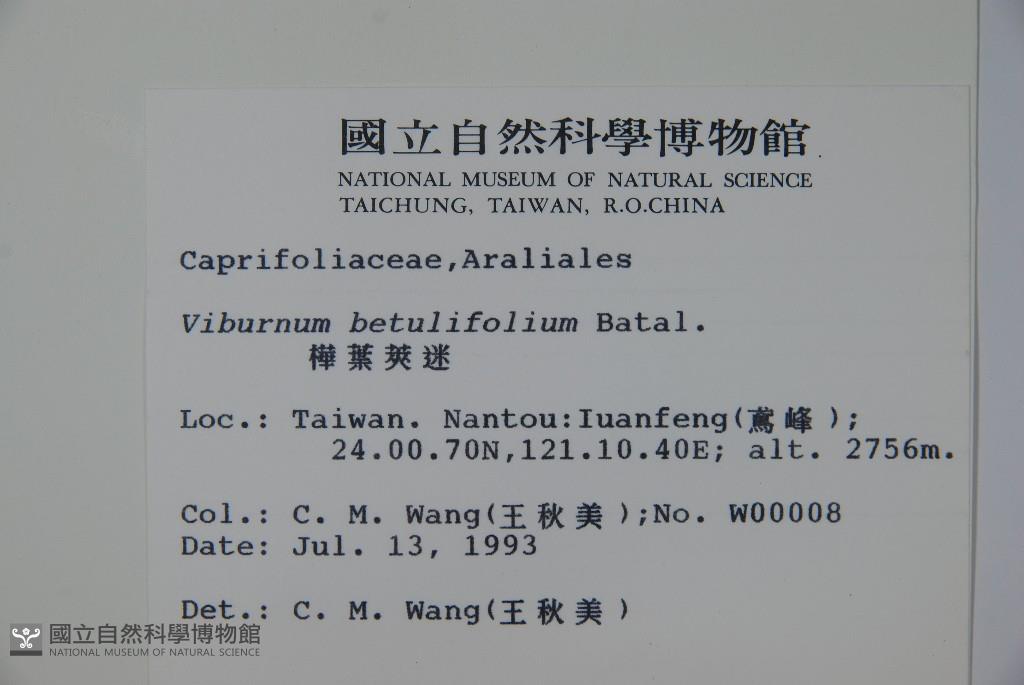 國立自然科學博物館
NATIONAL MUSEUM OF NATURAL SCIENCE
TAICHUNG, TAIWAN, R.O.CHINA
Caprifoliaceae,Araliales
Viburnum betulifolium Batal.
樺葉莢迷
Loc.: Taiwan. Nantou:Iuanfeng(鳶峰);
24.00.70N,121.10.40E; alt. 2756m.
Col.: C. M. Wang(王秋美);No. W00008
Date: Jul. 13, 1993
Det.: C. M. Wang(王秋美)
國立自然科學博物館
NATIONAL MUSEUM OF NATURAL SCIENCE